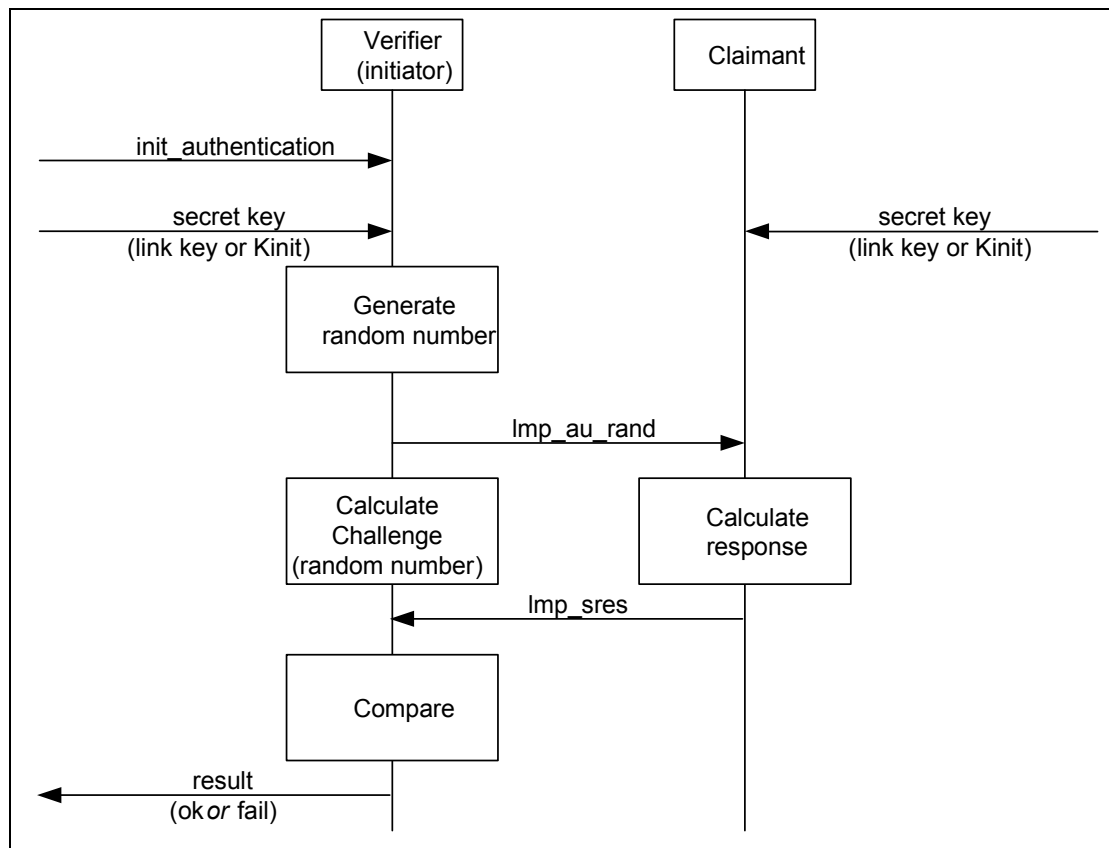 Verifier
(initiator)
Claimant
init_authentication
secret key
(link key or Kinit)
secret key
(link key or Kinit)
Generate
random number
lmp_au_rand
Calculate
Challenge
(random number)
Calculate
response
lmp_sres
Compare
result
(ok or fail)